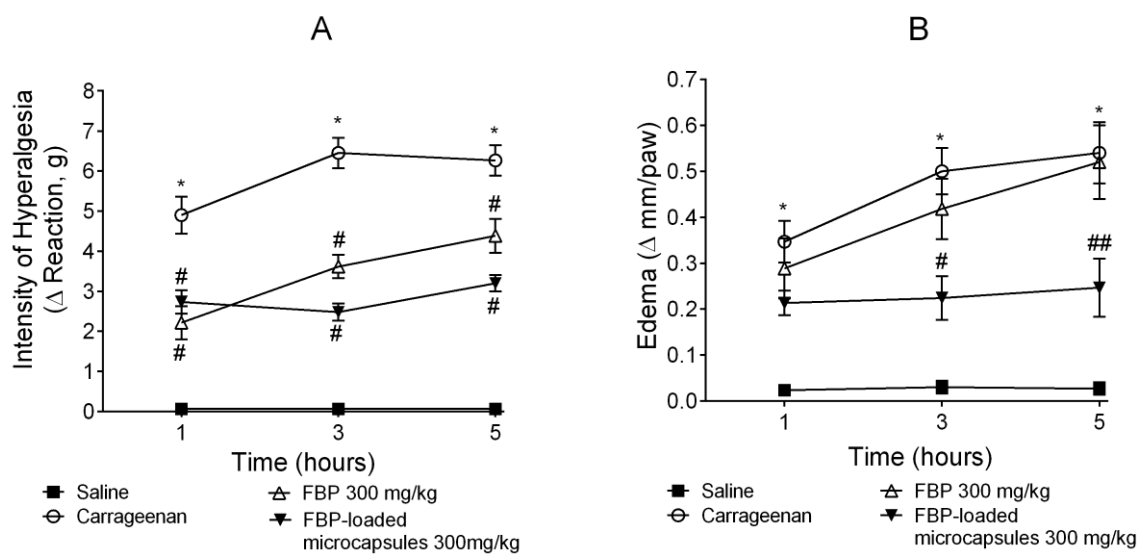 A
Intensity of Hyperalgesia
(Δ Reaction, g)
8
7
6
5
4
3
2
1
0
*
*
*
#
#
#
#
#
#
1
3
5
Time (hours)
Saline
Carrageenan
FBP 300 mg/kg
FBP-loaded
microcapsules 300mg/kg
B
Edema (Δ mm/paw)
0.7
0.6
0.5
0.4
0.3
0.2
0.1
0.0
*
*
*
#
##
1
3
5
Time (hours)
Saline
Carrageenan
FBP 300 mg/kg
FBP-loaded
microcapsules 300 mg/kg